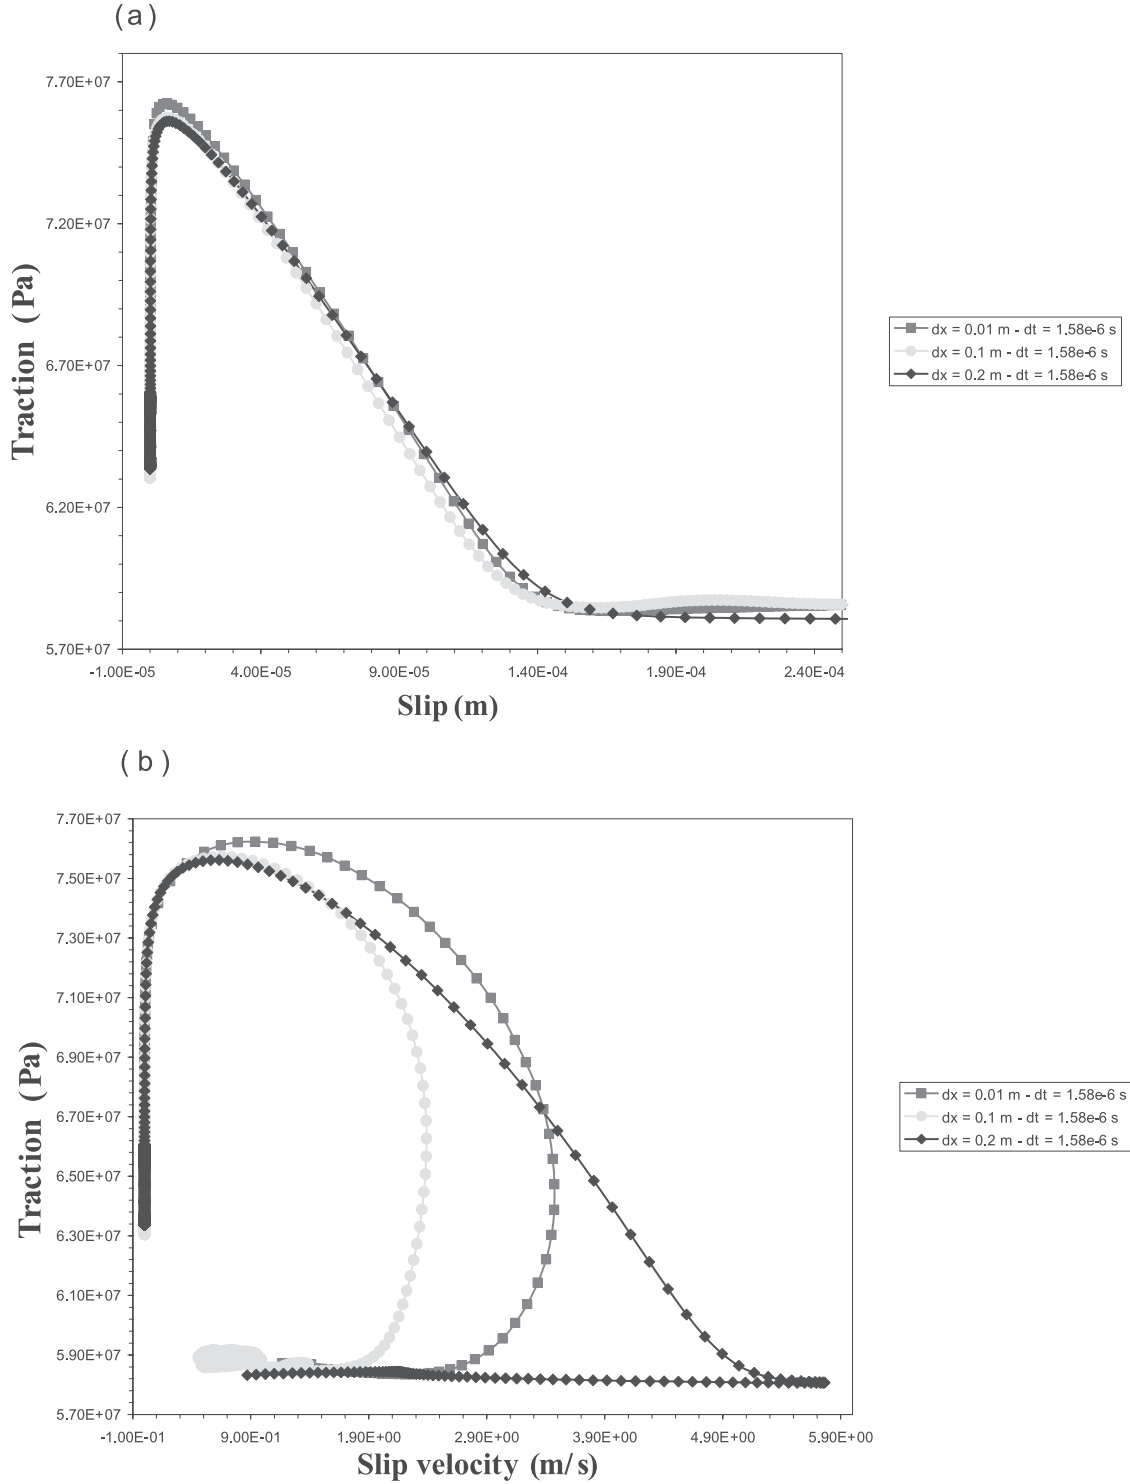 (a)
7.70E+07
7.20E+07
6.70E+07
6.20E+07
5.70E+07
Traction (Pa)
-1.00E-05
4.00E-05
9.00E-05
1.40E-04
1.90E-04
2.40E-04
Slip (m)
dx = 0.01 m - dt = 1.58e-6 s
dx = 0.1 m - dt = 1.58e-6 s
dx = 0.2 m - dt = 1.58e-6 s
(b)
7.70E+07
7.50E+07
7.30E+07
7.10E+07
6.90E+07
6.70E+07
6.50E+07
6.30E+07
6.10E+07
5.90E+07
5.70E+07
Traction (Pa)
-1.00E-01
9.00E-01
1.90E+00
2.90E+00
3.90E+00
4.90E+00
5.90E+00
Slip velocity (m/s)
dx = 0.01 m - dt = 1.58e-6 s
dx = 0.1 m - dt = 1.58e-6 s
dx = 0.2 m - dt = 1.58e-6 s